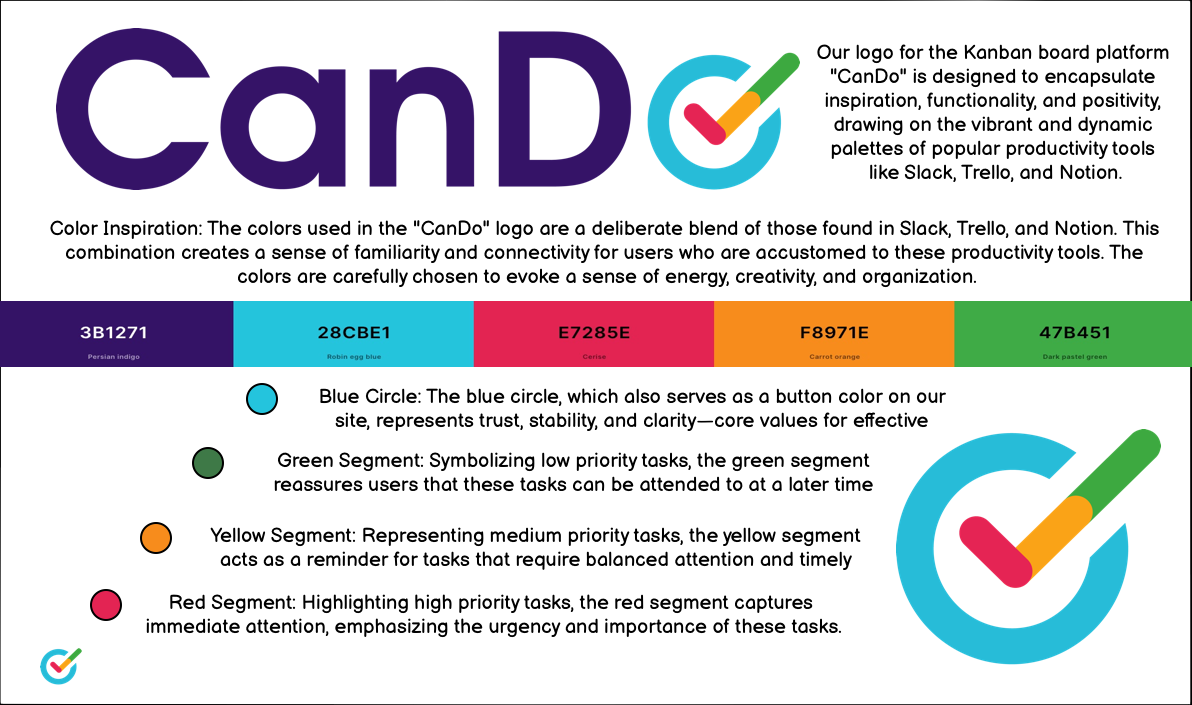 CanDo
Our logo for the Kanban board platform
"CanDo" is designed to encapsulate
inspiration, functionality, and positivity,
drawing on the vibrant and dynamic
palettes of popular productivity tools
like Slack, Trello, and Notion.
Color Inspiration: The colors used in the "CanDo" logo are a deliberate blend of those found in Slack, Trello, and Notion. This
combination creates a sense of familiarity and connectivity for users who are accustomed to these productivity tools. The
colors are carefully chosen to evoke a sense of energy, creativity, and organization.
3B1271
Persian indigo
28CBE1
Robin egg blue
E7285E
Cerise
F8971E
Carrot orange
47B451
Dark pastel green
Blue Circle: The blue circle, which also serves as a button color on our
site, represents trust, stability, and clarity—core values for effective
Green Segment: Symbolizing low priority tasks, the green segment
reassures users that these tasks can be attended to at a later time
Yellow Segment: Representing medium priority tasks, the yellow segment
acts as a reminder for tasks that require balanced attention and timely
Red Segment: Highlighting high priority tasks, the red segment captures
immediate attention, emphasizing the urgency and importance of these tasks.